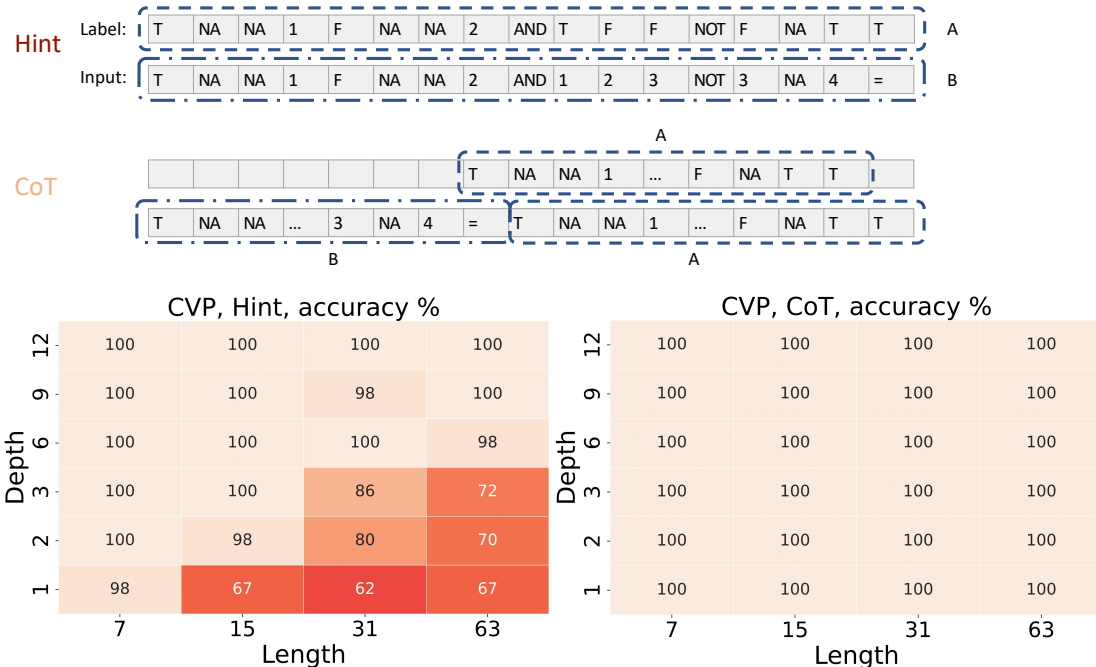 Hint
Label: T NA NA 1 F NA NA 2 AND T F F NOT F NA T T A
Input: T NA NA 1 F NA NA 2 AND 1 2 3 NOT 3 NA 4 = B
A
CoT
T NA NA 1 ... F NA T T
T NA NA ... 3 NA 4 = T NA NA 1 ... F NA T T
B A
CVP, Hint, accuracy %
Depth
12 100 100 100 100
9 100 100 98 100
6 100 100 100 98
3 100 100 86 72
2 100 98 80 70
1 98 67 62 67
7 15 31 63
Length
CVP, CoT, accuracy %
Depth
12 100 100 100 100
9 100 100 100 100
6 100 100 100 100
3 100 100 100 100
2 100 100 100 100
1 100 100 100 100
7 15 31 63
Length